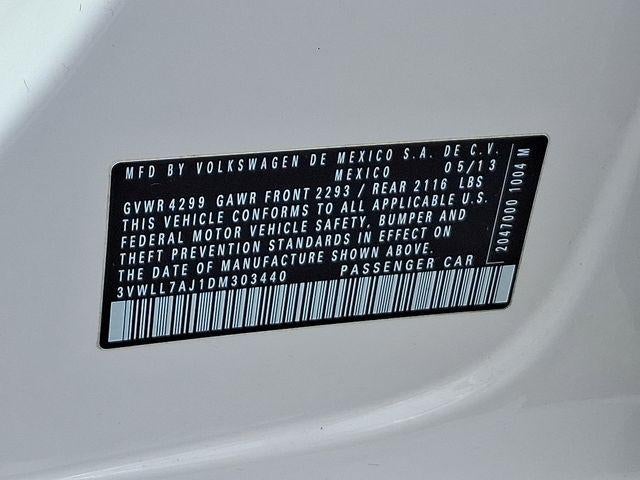 MFD BY VOLKSWAGEN DE MEXICO S.A. DE C.V.
MEXICO 05/13
GVWR 4299 GAWR FRONT 2293 / REAR 2116 LBS
THIS VEHICLE CONFORMS TO ALL APPLICABLE U.S.
FEDERAL MOTOR VEHICLE SAFETY, BUMPER AND
THEFT PREVENTION STANDARDS IN EFFECT ON
THE DATE OF MANUFACTURE SHOWN ABOVE.
3VWLL7AJ1DM303440 PASSENGER CAR
2047000 1004 M